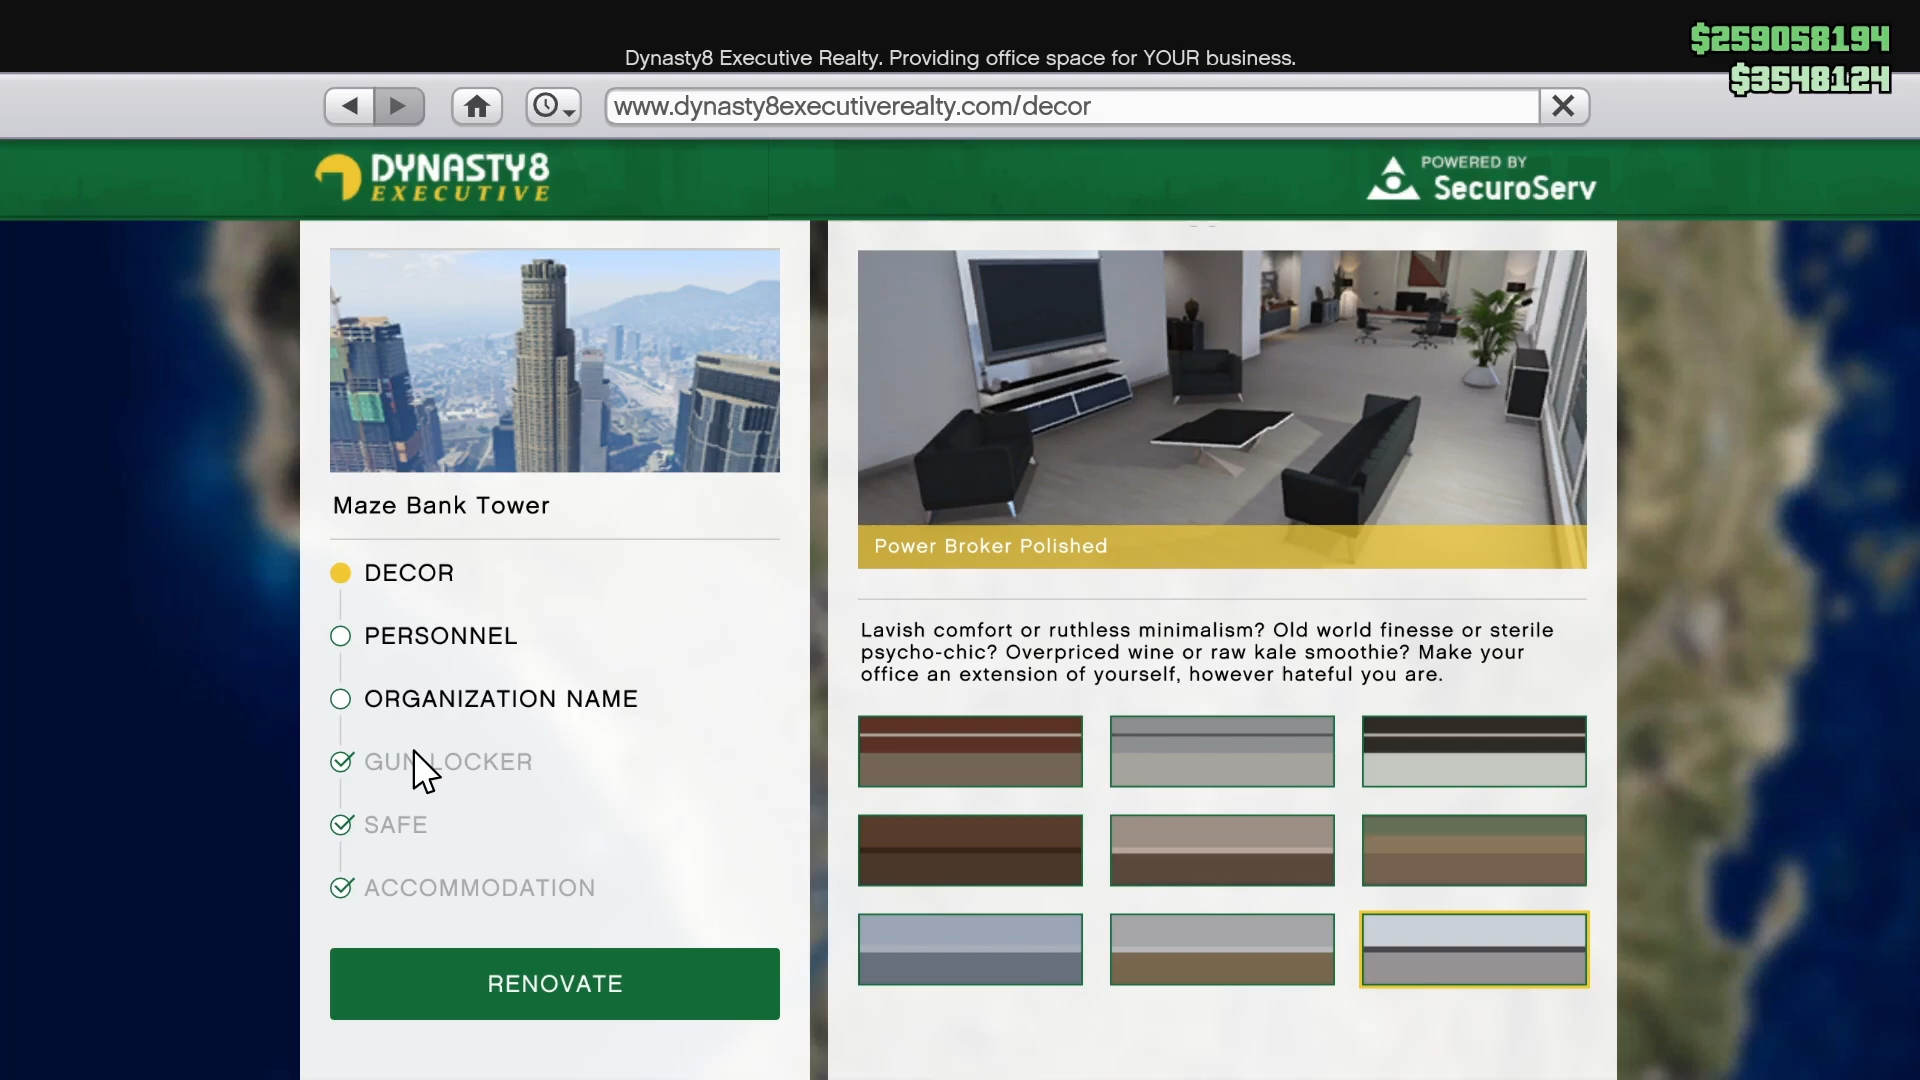 $259058194
$3548124
Dynasty8 Executive Realty. Providing office space for YOUR business.
www.dynasty8executiverealty.com/decor
DYNASTY8
EXECUTIVE
POWERED BY
SecuroServ
Maze Bank Tower
DECOR
PERSONNEL
ORGANIZATION NAME
GUN LOCKER
SAFE
ACCOMMODATION
RENOVATE
Power Broker Polished
Lavish comfort or ruthless minimalism? Old world finesse or sterile
psycho-chic? Overpriced wine or raw kale smoothie? Make your
office an extension of yourself, however hateful you are.